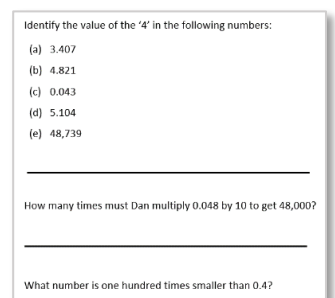 Identify the value of the ‘4’ in the following numbers:
(a) 3.407
(b) 4.821
(c) 0.043
(d) 5.104
(e) 48,739
How many times must Dan multiply 0.048 by 10 to get 48,000?
What number is one hundred times smaller than 0.4?